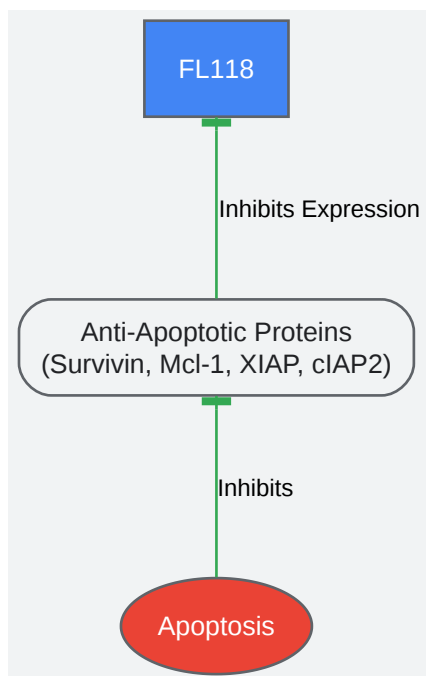 FL118
Inhibits Expression
Anti-Apoptotic Proteins
(Survivin, Mcl-1, XIAP, cIAP2)
Inhibits
Apoptosis